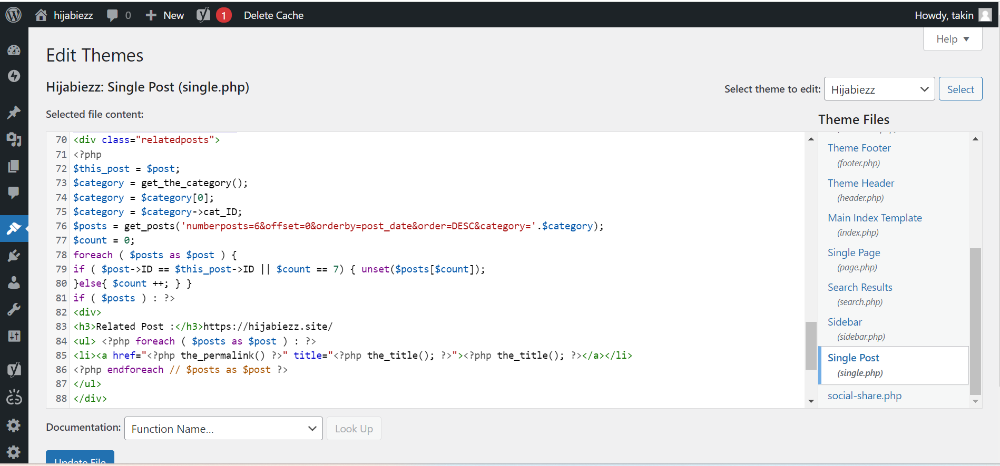 hijabiezz
0
New
1
Delete Cache
Howdy, takin
Help
Edit Themes
Hijabiezz: Single Post (single.php)
Select theme to edit:
Hijabiezz
Select
Selected file content:
Theme Files
70 <div class="relatedposts">
71 <?php
72 $this_post = $post;
73 $category = get_the_category();
74 $category = $category[0];
75 $category = $category->cat_ID;
76 $posts = get_posts('numberposts=6&offset=0&orderby=post_date&order=DESC&category='.$category);
77 $count = 0;
78 foreach ( $posts as $post ) {
79 if ( $post->ID == $this_post->ID || $count == 7) { unset($posts[$count]);
80 }else{ $count ++; } }
81 if ( $posts ) : ?>
82 <div>
83 <h3>Related Post :</h3>https://hijabiezz.site/
84 <ul> <?php foreach ( $posts as $post ) : ?>
85 <li><a href="<?php the_permalink() ?>" title="<?php the_title(); ?>"><?php the_title(); ?></a></li>
86 <?php endforeach // $posts as $post ?>
87 </ul>
88 </div>
Theme Footer
(footer.php)
Theme Header
(header.php)
Main Index Template
(index.php)
Single Page
(page.php)
Search Results
(search.php)
Sidebar
(sidebar.php)
Single Post
(single.php)
social-share.php
Documentation:
Function Name...
Look Up
Update File